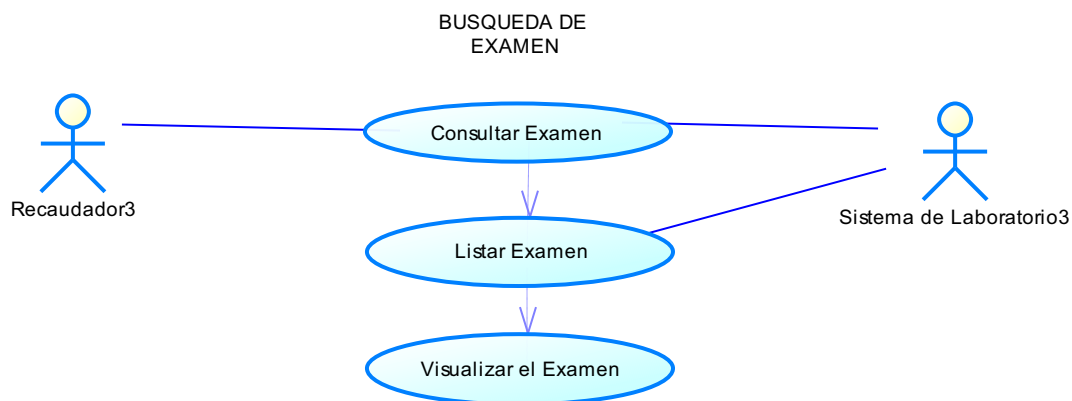 BUSQUEDA DE
EXAMEN
Consultar Examen
Recaudador3
Sistema de Laboratorio3
Listar Examen
Visualizar el Examen